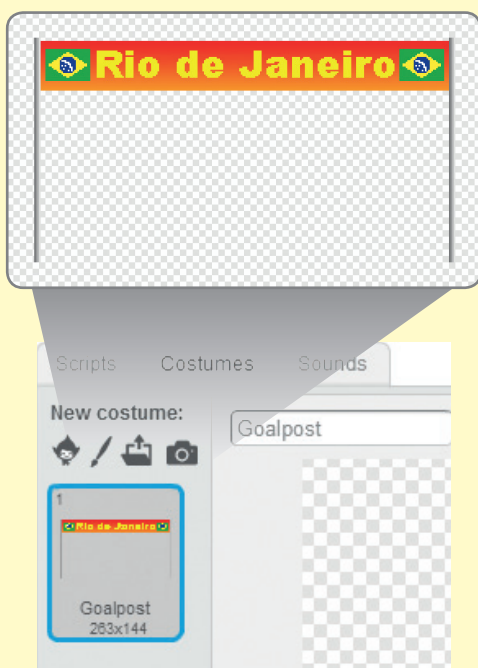 Rio de Janeiro
Scripts Costumes Sounds
New costume:
Goalpost
1
Rio de Janeiro
Goalpost
263x144